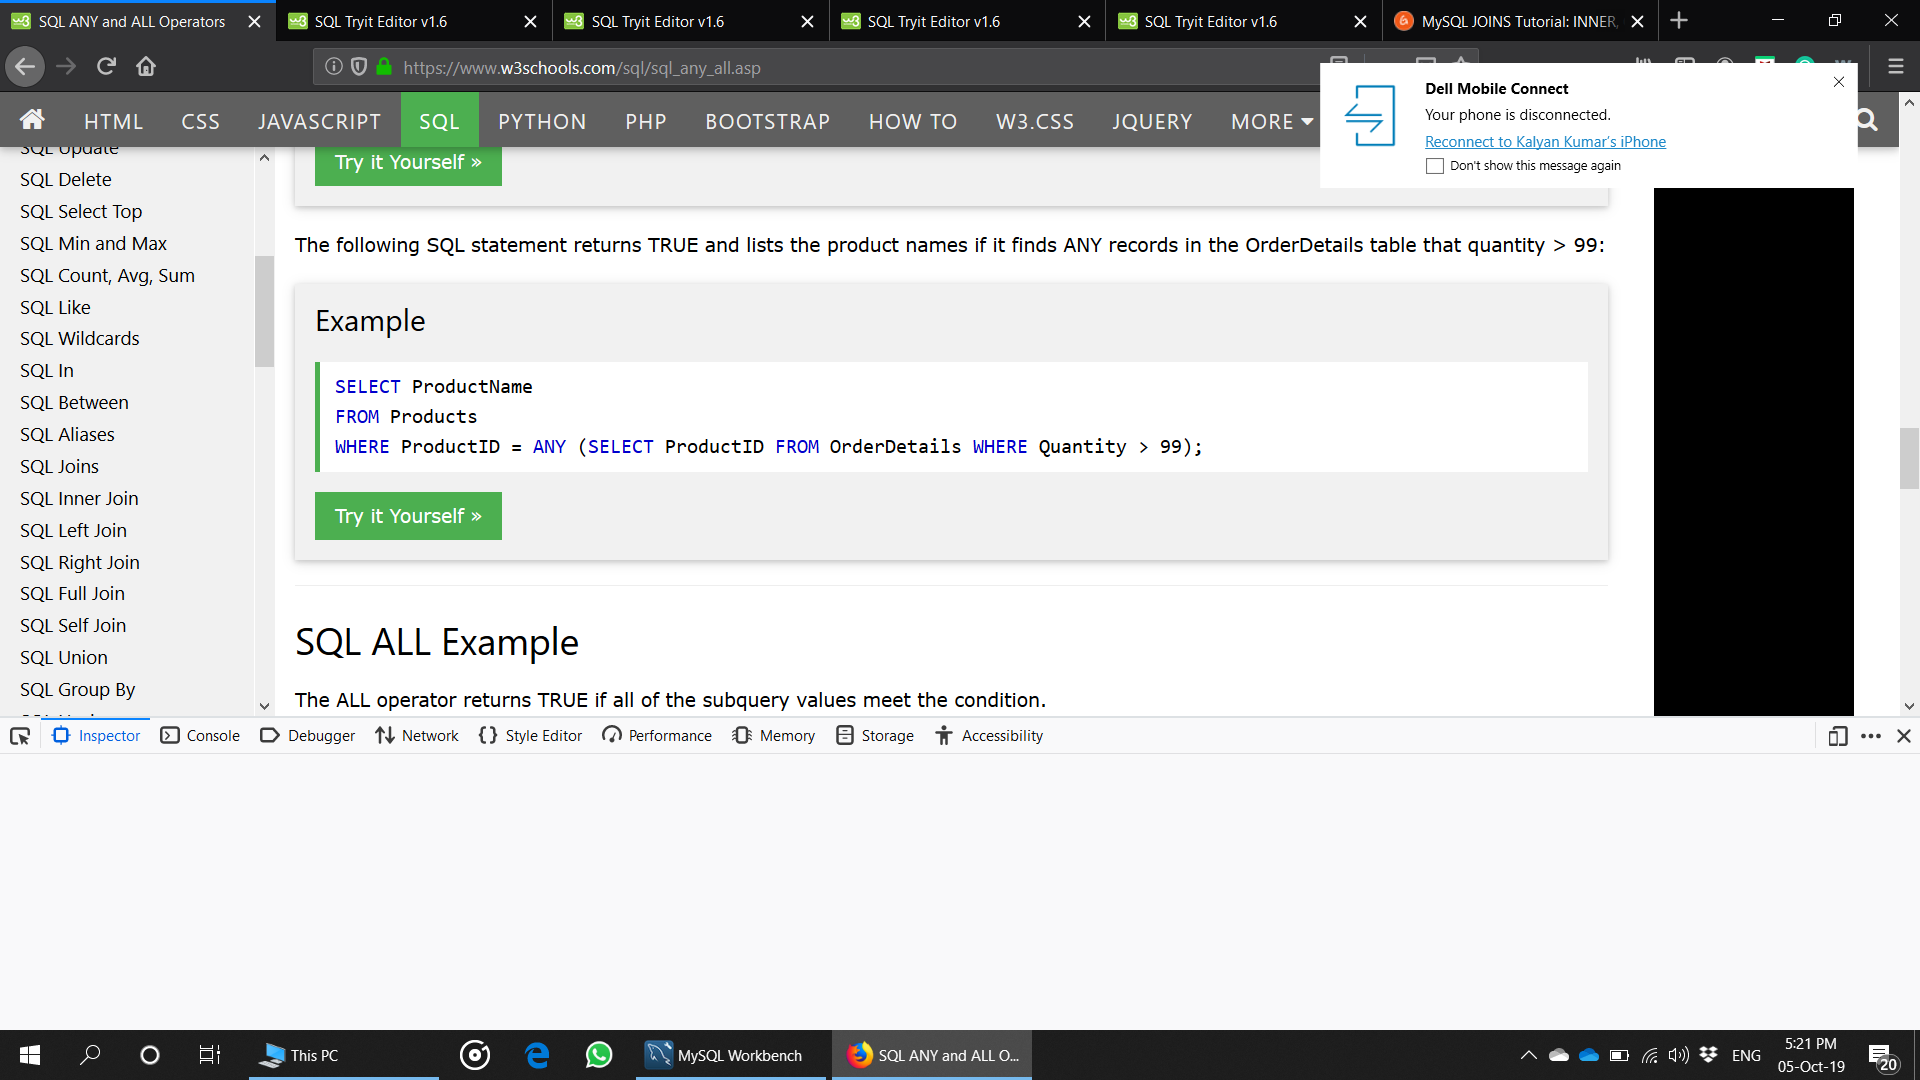 SQL ANY and ALL Operators
SQL Tryit Editor v1.6
SQL Tryit Editor v1.6
SQL Tryit Editor v1.6
SQL Tryit Editor v1.6
MySQL JOINS Tutorial: INNER,
https://www.w3schools.com/sql/sql_any_all.asp
Dell Mobile Connect
Your phone is disconnected.
Reconnect to Kalyan Kumar's iPhone
Don't show this message again
HTML CSS JAVASCRIPT SQL PYTHON PHP BOOTSTRAP HOW TO W3.CSS JQUERY MORE
SQL Update
SQL Delete
SQL Select Top
SQL Min and Max
SQL Count, Avg, Sum
SQL Like
SQL Wildcards
SQL In
SQL Between
SQL Aliases
SQL Joins
SQL Inner Join
SQL Left Join
SQL Right Join
SQL Full Join
SQL Self Join
SQL Union
SQL Group By
Try it Yourself »
The following SQL statement returns TRUE and lists the product names if it finds ANY records in the OrderDetails table that quantity > 99:
Example
SELECT ProductName
FROM Products
WHERE ProductID = ANY (SELECT ProductID FROM OrderDetails WHERE Quantity > 99);
Try it Yourself »
SQL ALL Example
The ALL operator returns TRUE if all of the subquery values meet the condition.
Inspector Console Debugger Network Style Editor Performance Memory Storage Accessibility
This PC
MySQL Workbench
SQL ANY and ALL O...
ENG
5:21 PM
05-Oct-19
20